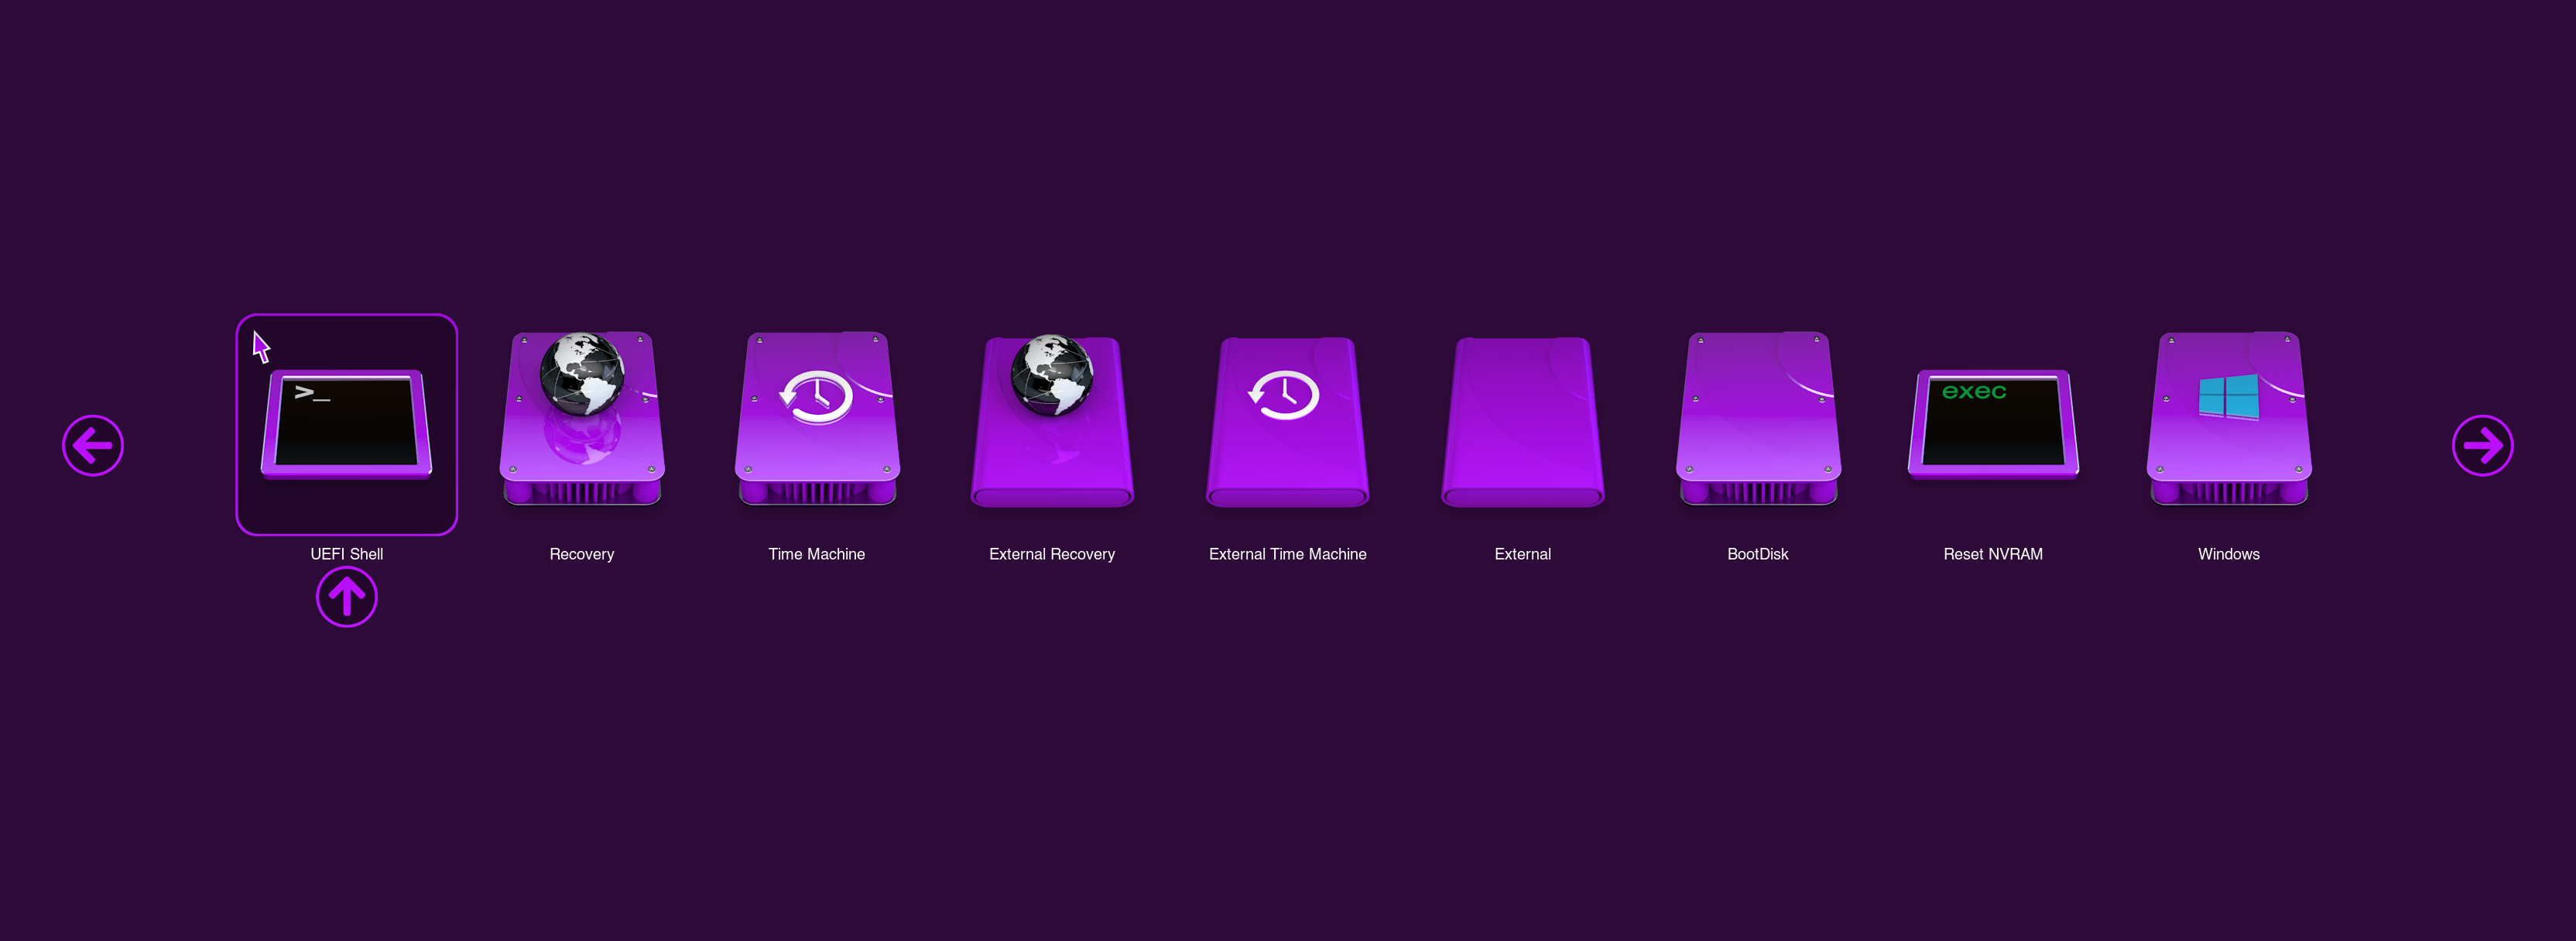 >_
exec
UEFI Shell
Recovery
Time Machine
External Recovery
External Time Machine
External
BootDisk
Reset NVRAM
Windows